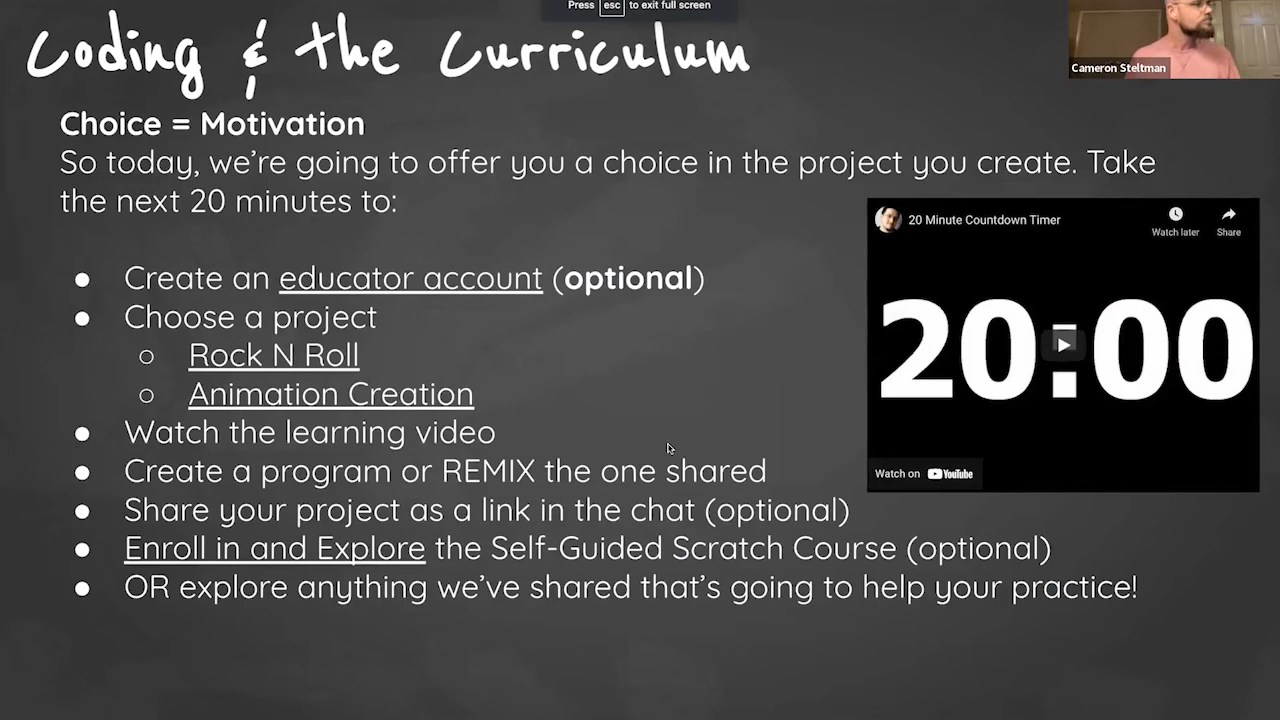 Press esc to exit full screen
Coding & the Curriculum
Cameron Steltman
Choice = Motivation
So today, we're going to offer you a choice in the project you create. Take
the next 20 minutes to:
20 Minute Countdown Timer
Watch later
Share
● Create an educator account (optional)
● Choose a project
○ Rock N Roll
○ Animation Creation
20:00
● Watch the learning video
● Create a program or REMIX the one shared
Watch on YouTube
● Share your project as a link in the chat (optional)
● Enroll in and Explore the Self-Guided Scratch Course (optional)
● OR explore anything we've shared that's going to help your practice!